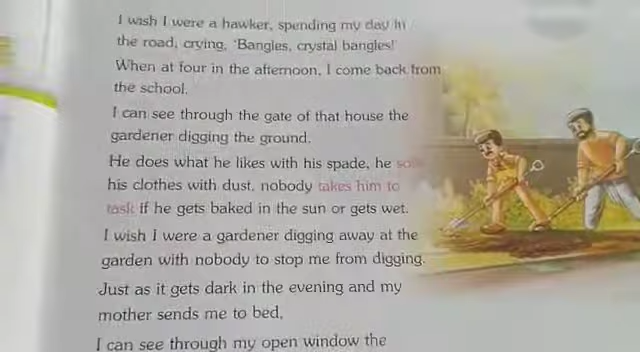 I wish I were a hawker, spending my day in
the road, crying, 'Bangles, crystal bangles!'
When at four in the afternoon, I come back from
the school,
I can see through the gate of that house the
gardener digging the ground.
He does what he likes with his spade, he
his clothes with dust, nobody takes him to
task if he gets baked in the sun or gets wet.
I wish I were a gardener digging away at the
garden with nobody to stop me from digging.
Just as it gets dark in the evening and my
mother sends me to bed,
I can see through my open window the